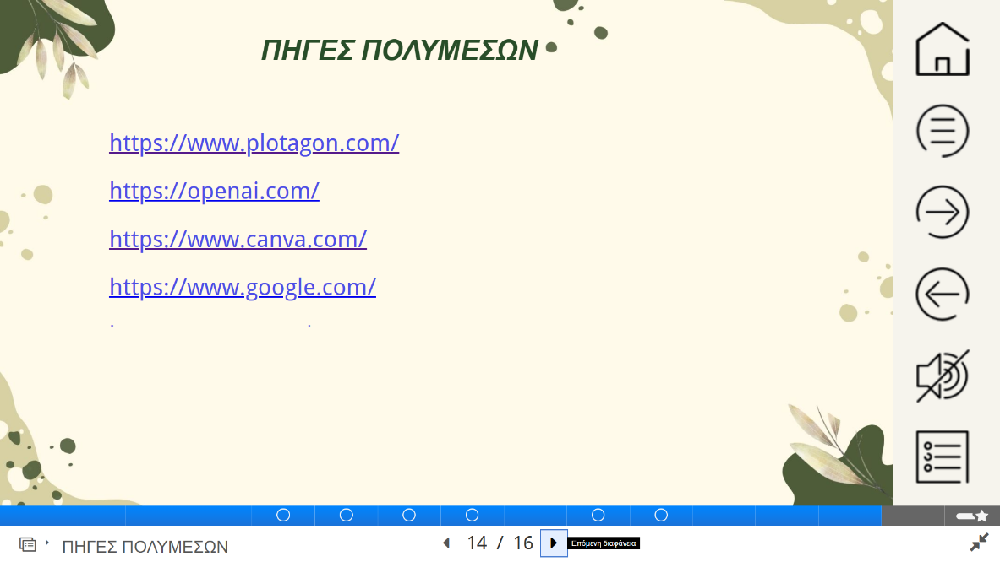 ΠΗΓΕΣ ΠΟΛΥΜΕΣΩΝ
https://www.plotagon.com/
https://openai.com/
https://www.canva.com/
https://www.google.com/
ΠΗΓΕΣ ΠΟΛΥΜΕΣΩΝ
14 / 16
Επόμενη διαφάνεια